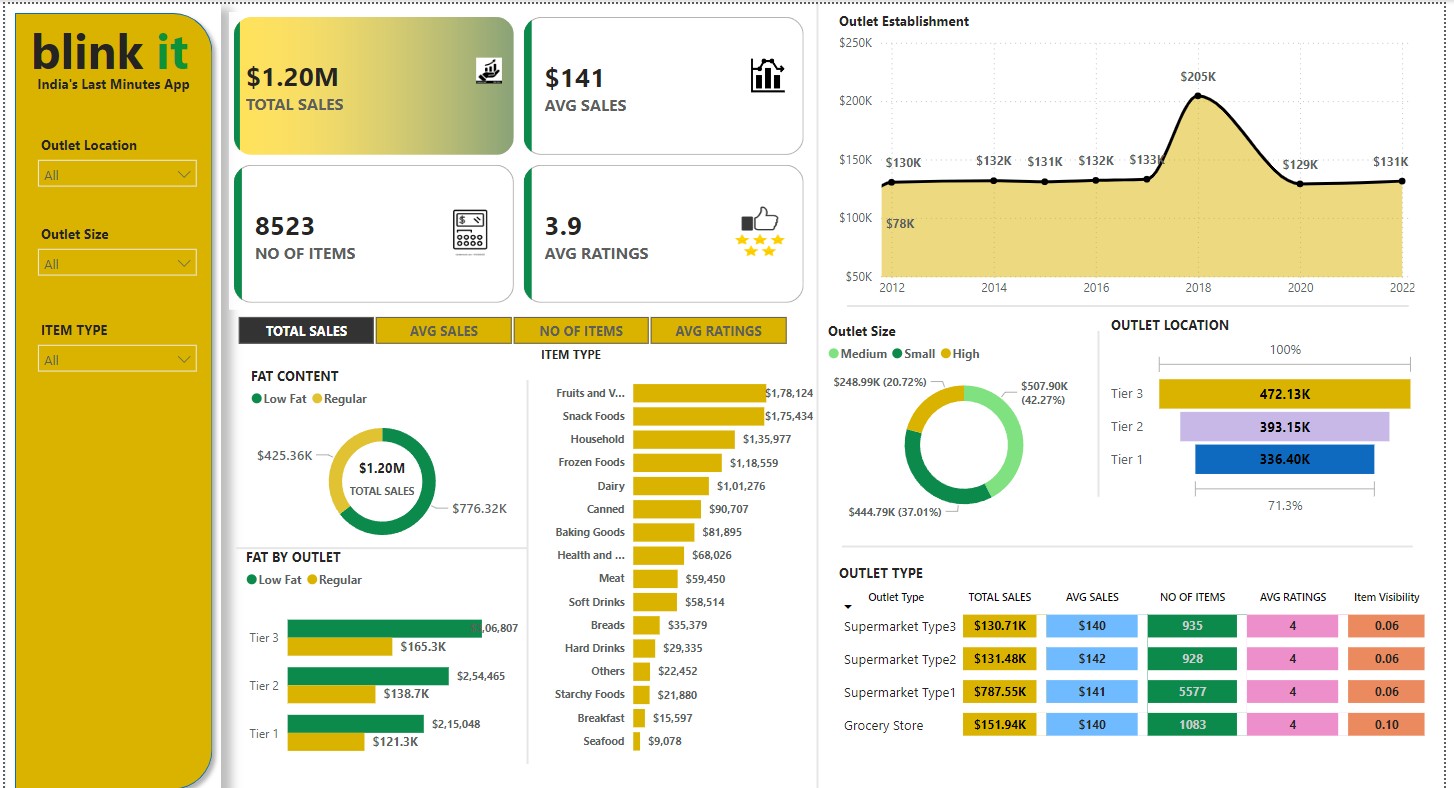 blink it
India's Last Minutes App
Outlet Location
All
Outlet Size
All
ITEM TYPE
All
$1.20M
TOTAL SALES
$141
AVG SALES
8523
NO OF ITEMS
3.9
AVG RATINGS
TOTAL SALES AVG SALES NO OF ITEMS AVG RATINGS
FAT CONTENT
Low Fat Regular
$425.36K
$1.20M
TOTAL SALES
$776.32K
FAT BY OUTLET
Low Fat Regular
Tier 3 ,06,807
$165.3K
Tier 2 $2,54,465
$138.7K
Tier 1 $2,15,048
$121.3K
ITEM TYPE
Fruits and V... $1,78,124
Snack Foods $1,75,434
Household $1,35,977
Frozen Foods $1,18,559
Dairy $1,01,276
Canned $90,707
Baking Goods $81,895
Health and ... $68,026
Meat $59,450
Soft Drinks $58,514
Breads $35,379
Hard Drinks $29,335
Others $22,452
Starchy Foods $21,880
Breakfast $15,597
Seafood $9,078
Outlet Establishment
$250K
$200K
$150K
$100K
$50K
$78K
$130K
$132K
$131K
$132K
$133K
$205K
$129K
$131K
2012 2014 2016 2018 2020 2022
Outlet Size
Medium Small High
$248.99K (20.72%)
$507.90K
(42.27%)
$444.79K (37.01%)
OUTLET LOCATION
100%
Tier 3 472.13K
Tier 2 393.15K
Tier 1 336.40K
71.3%
OUTLET TYPE
Outlet Type TOTAL SALES AVG SALES NO OF ITEMS AVG RATINGS Item Visibility
Supermarket Type3 $130.71K $140 935 4 0.06
Supermarket Type2 $131.48K $142 928 4 0.06
Supermarket Type1 $787.55K $141 5577 4 0.06
Grocery Store $151.94K $140 1083 4 0.10